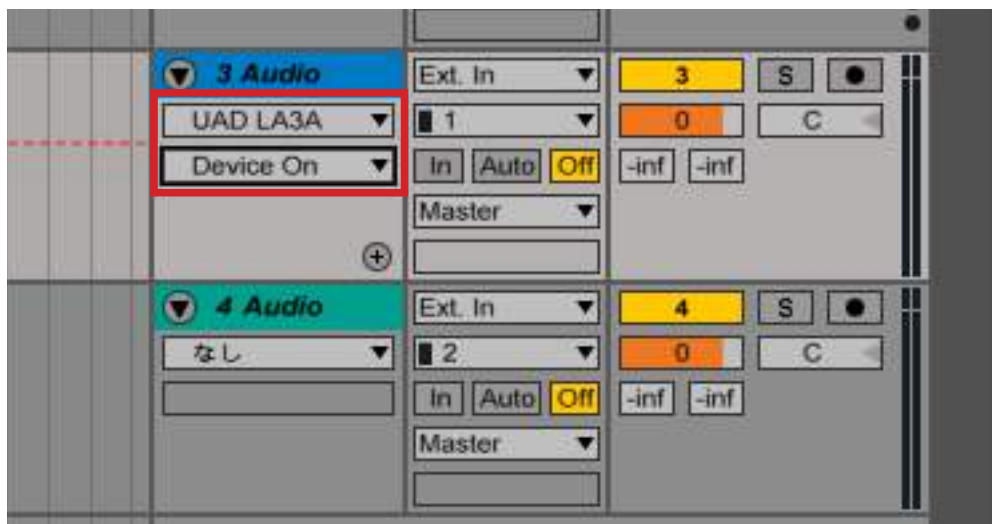 3 Audio Ext. In 3 S
UAD LA3A 1 0 C
Device On In Auto Off -inf -inf
Master
4 Audio Ext. In 4 S
なし 2 0 C
In Auto Off -inf -inf
Master